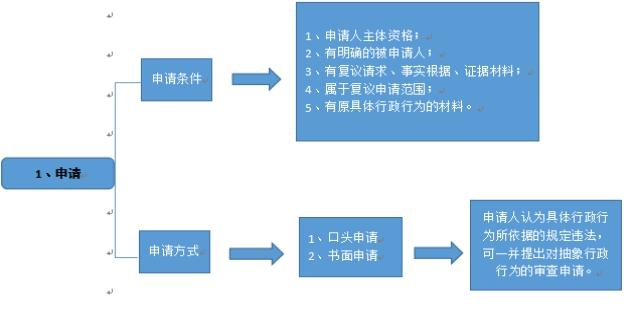 1、申请
申请条件
1、申请人主体资格；
2、有明确的被申请人；
3、有复议请求、事实根据、证据材料；
4、属于复议申请范围；
5、有原具体行政行为的材料。
申请方式
1、口头申请
2、书面申请
申请人认为具体行政行
为所依据的规定违法，
可一并提出对抽象行政
行为的审查申请。